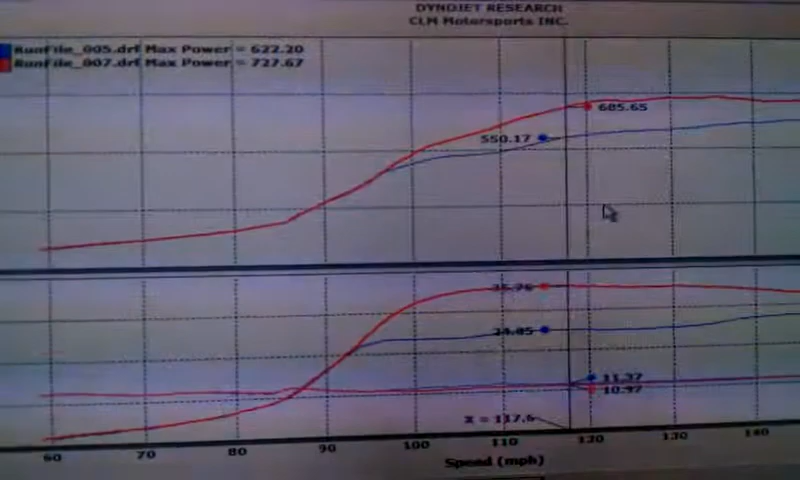 DYNOJET RESEARCH
CLM Motorsports INC.
RunFile_005.drf Max Power = 622.20
RunFile_007.drf Max Power = 727.67
685.65
550.17
24.85
11.37
10.97
X = 117.6
60 70 80 90 100 110 120 130 140
Speed (mph)